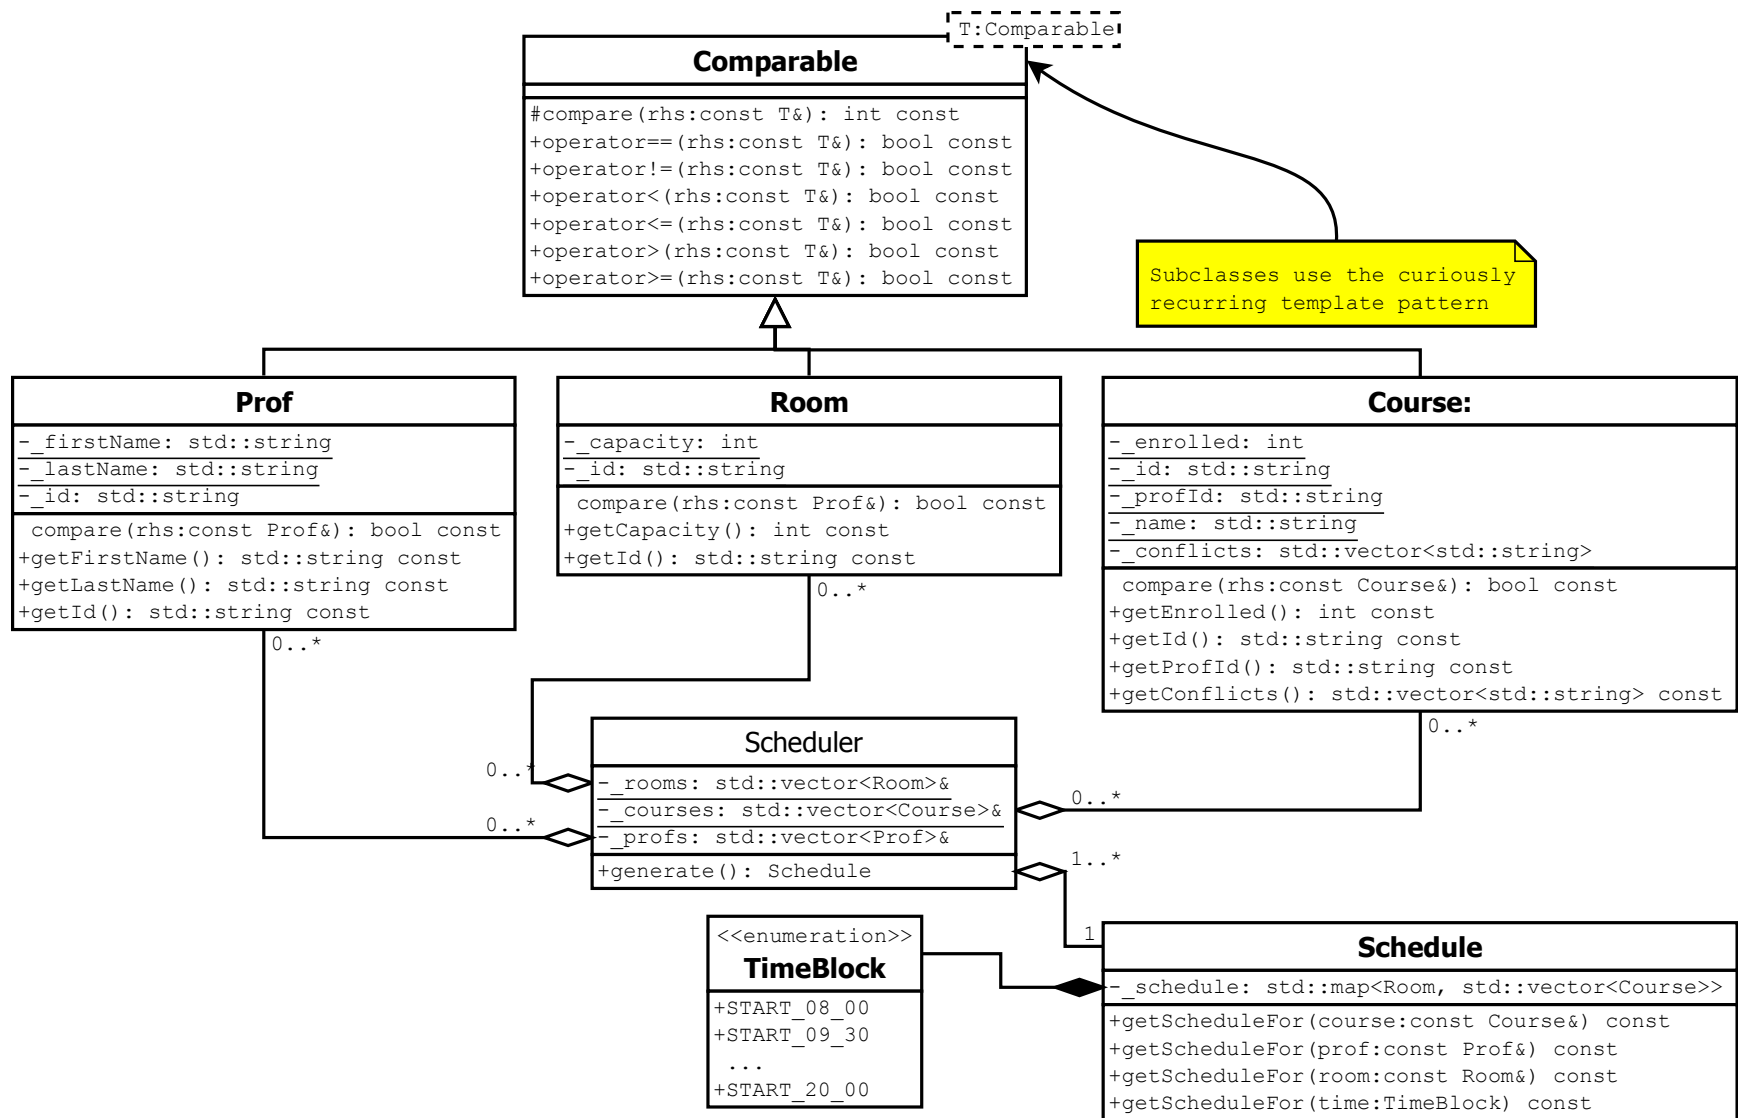 T:Comparable
Comparable
#compare(rhs:const T&): int const
+operator==(rhs:const T&): bool const
+operator!=(rhs:const T&): bool const
+operator<(rhs:const T&): bool const
+operator<=(rhs:const T&): bool const
+operator>(rhs:const T&): bool const
+operator>=(rhs:const T&): bool const
Subclasses use the curiously
recurring template pattern
Prof
-_firstName: std::string
-_lastName: std::string
-_id: std::string
compare(rhs:const Prof&): bool const
+getFirstName(): std::string const
+getLastName(): std::string const
+getId(): std::string const
0..*
Room
-_capacity: int
-_id: std::string
compare(rhs:const Prof&): bool const
+getCapacity(): int const
+getId(): std::string const
0..*
Course:
-_enrolled: int
-_id: std::string
-_profId: std::string
-_name: std::string
-_conflicts: std::vector<std::string>
compare(rhs:const Course&): bool const
+getEnrolled(): int const
+getId(): std::string const
+getProfId(): std::string const
+getConflicts(): std::vector<std::string> const
0..*
Scheduler
0..*
-_rooms: std::vector<Room>&
-_courses: std::vector<Course>&
0..*
0..*
-_profs: std::vector<Prof>&
+generate(): Schedule
1..*
1
<<enumeration>>
TimeBlock
+START_08_00
+START_09_30
...
+START_20_00
Schedule
-_schedule: std::map<Room, std::vector<Course>>
+getScheduleFor(course:const Course&) const
+getScheduleFor(prof:const Prof&) const
+getScheduleFor(room:const Room&) const
+getScheduleFor(time:TimeBlock) const